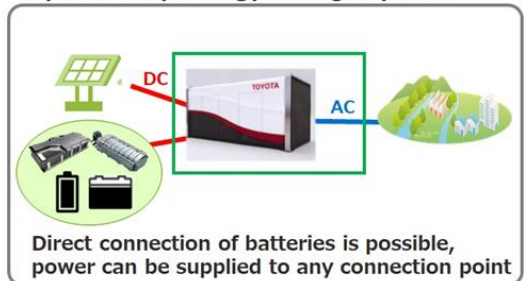 DC
TOYOTA
AC
Direct connection of batteries is possible,
power can be supplied to any connection point